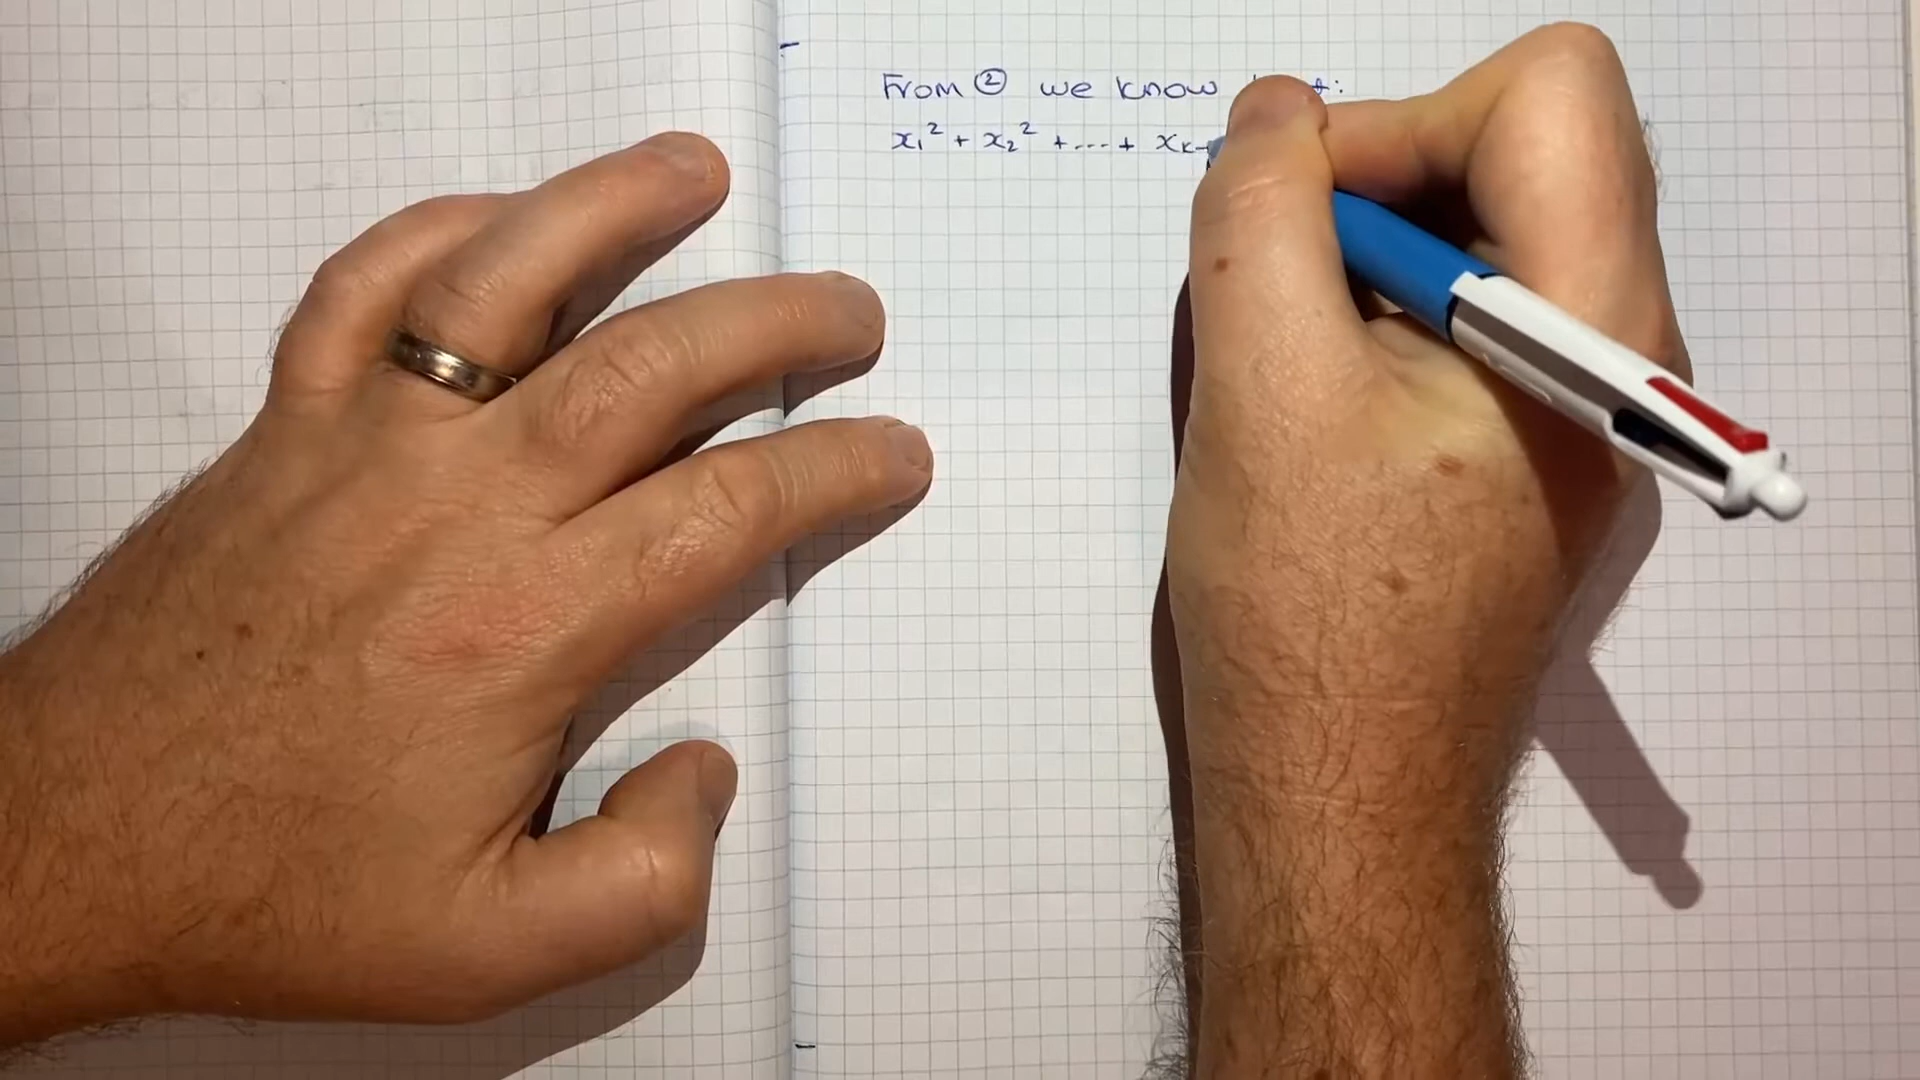 From ② we know :
x₁² + x₂² + --- + xₖ₋